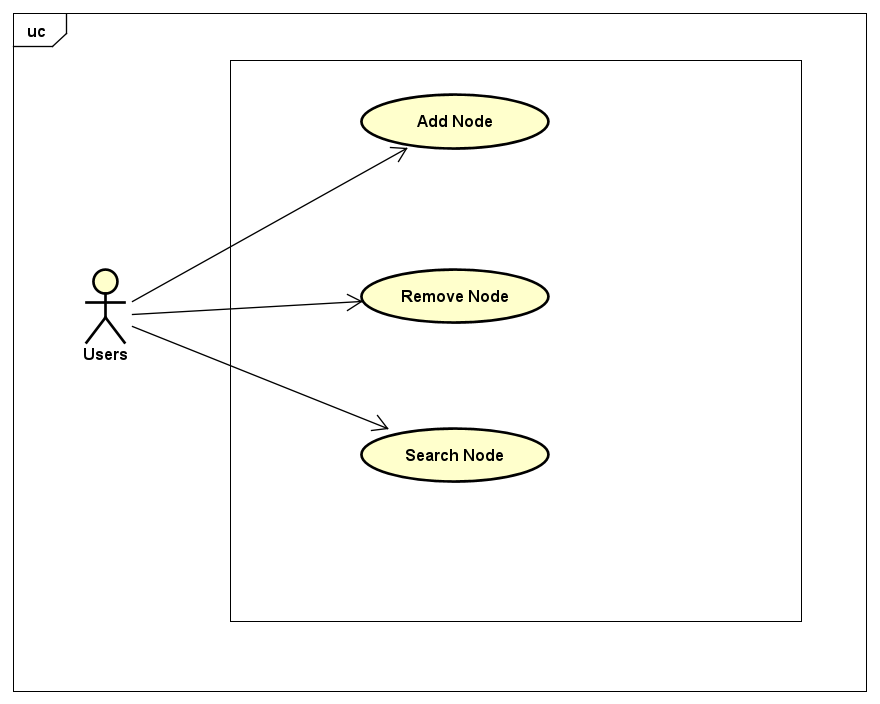 uc
Add Node
Remove Node
Users
Search Node